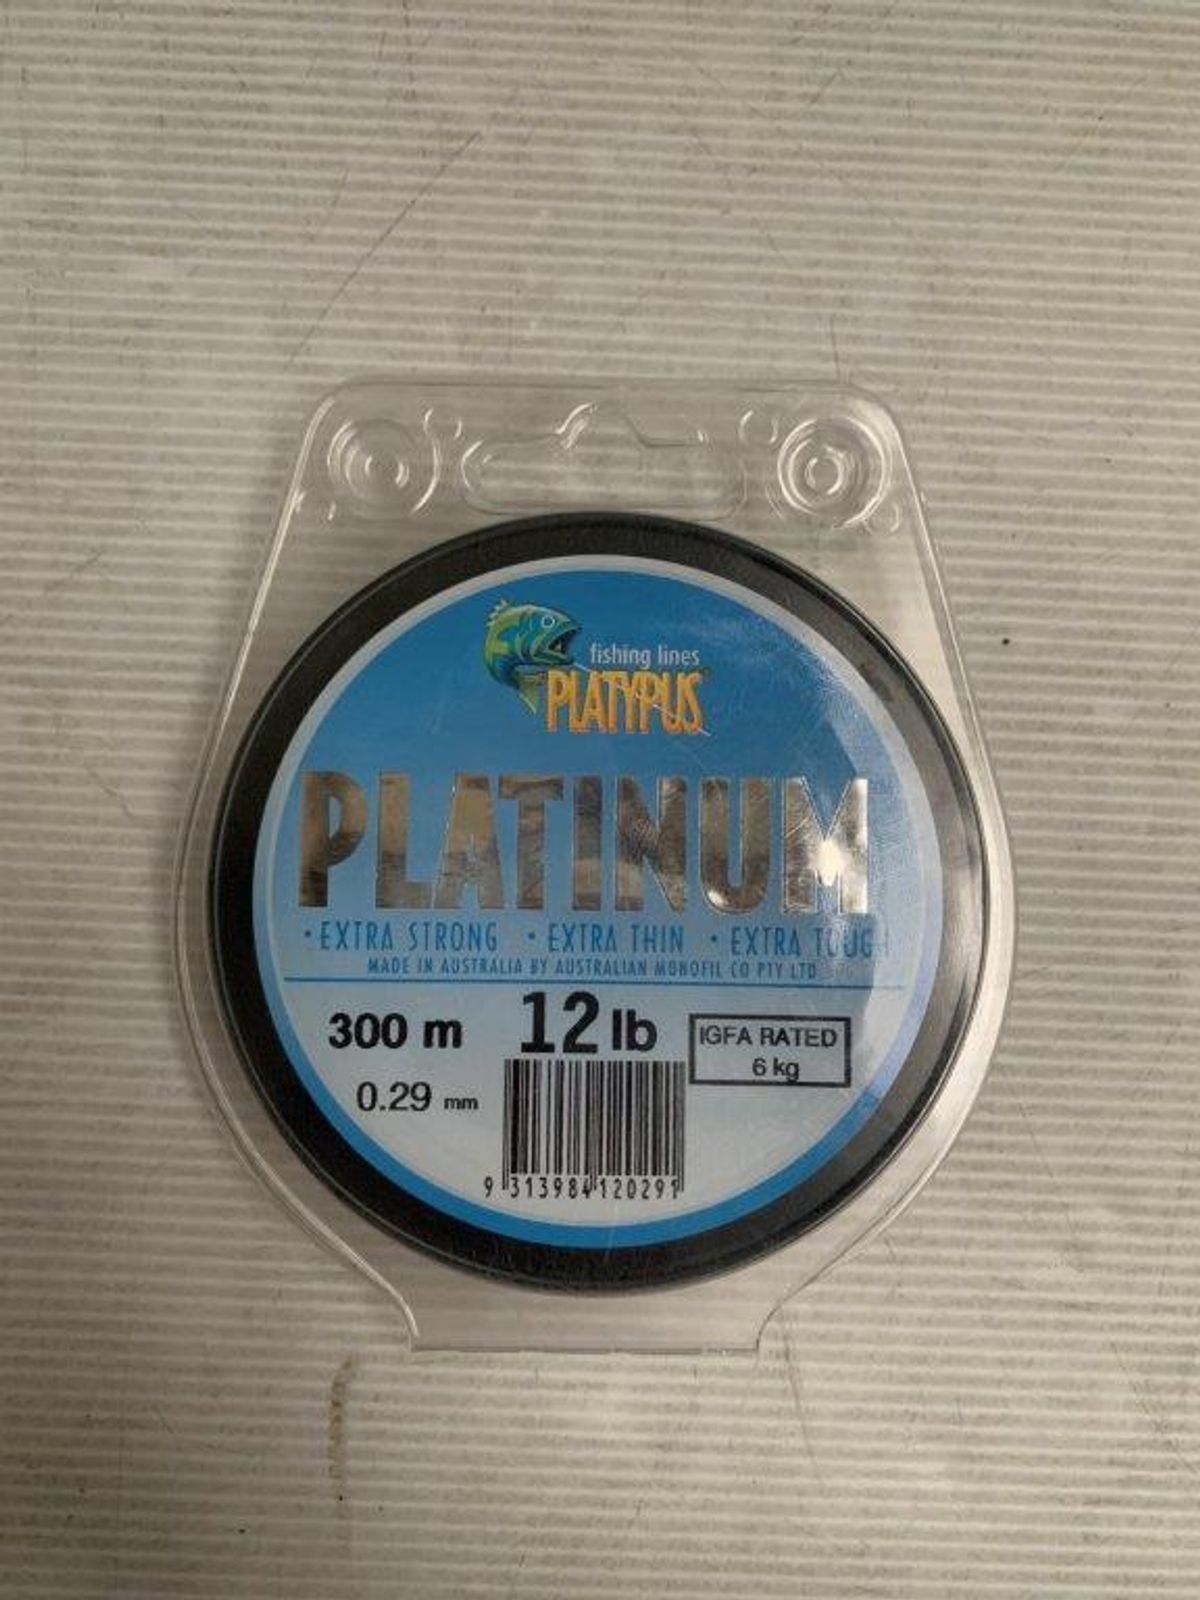 fishing lines
PLATYPUS
PLATINUM
• EXTRA STRONG • EXTRA THIN • EXTRA TOUGH
MADE IN AUSTRALIA BY AUSTRALIAN MONOFIL CO PTY LTD
300 m 12 lb IGFA RATED
6 kg
0.29 mm
9 313984 120291